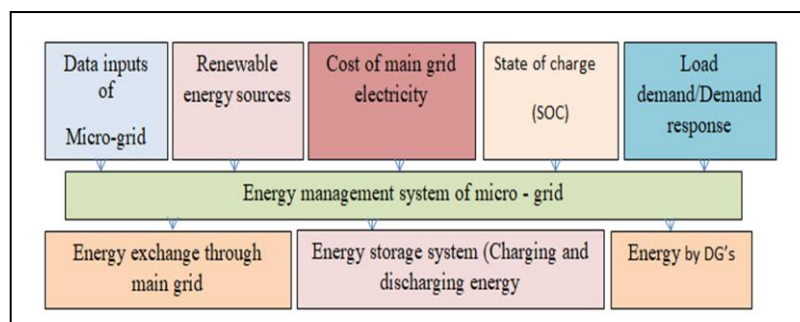 Data inputs
of
Micro-grid
Renewable
energy sources
Cost of main grid
electricity
State of charge
(SOC)
Load
demand/Demand
response
Energy management system of micro - grid
Energy exchange through
main grid
Energy storage system (Charging and
discharging energy
Energy by DG's